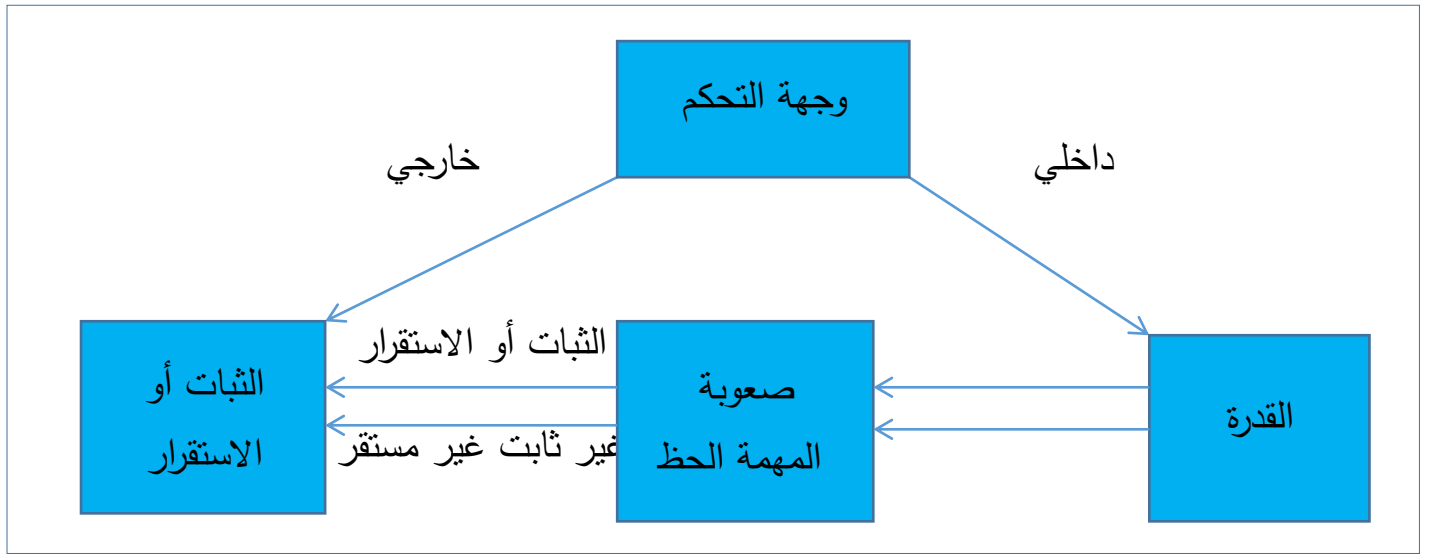 وجهة التحكم
داخلي
خارجي
القدرة
صعوبة
المهمة الحظ
الثبات أو الاستقرار
غير ثابت غير مستقر
الثبات أو
الاستقرار